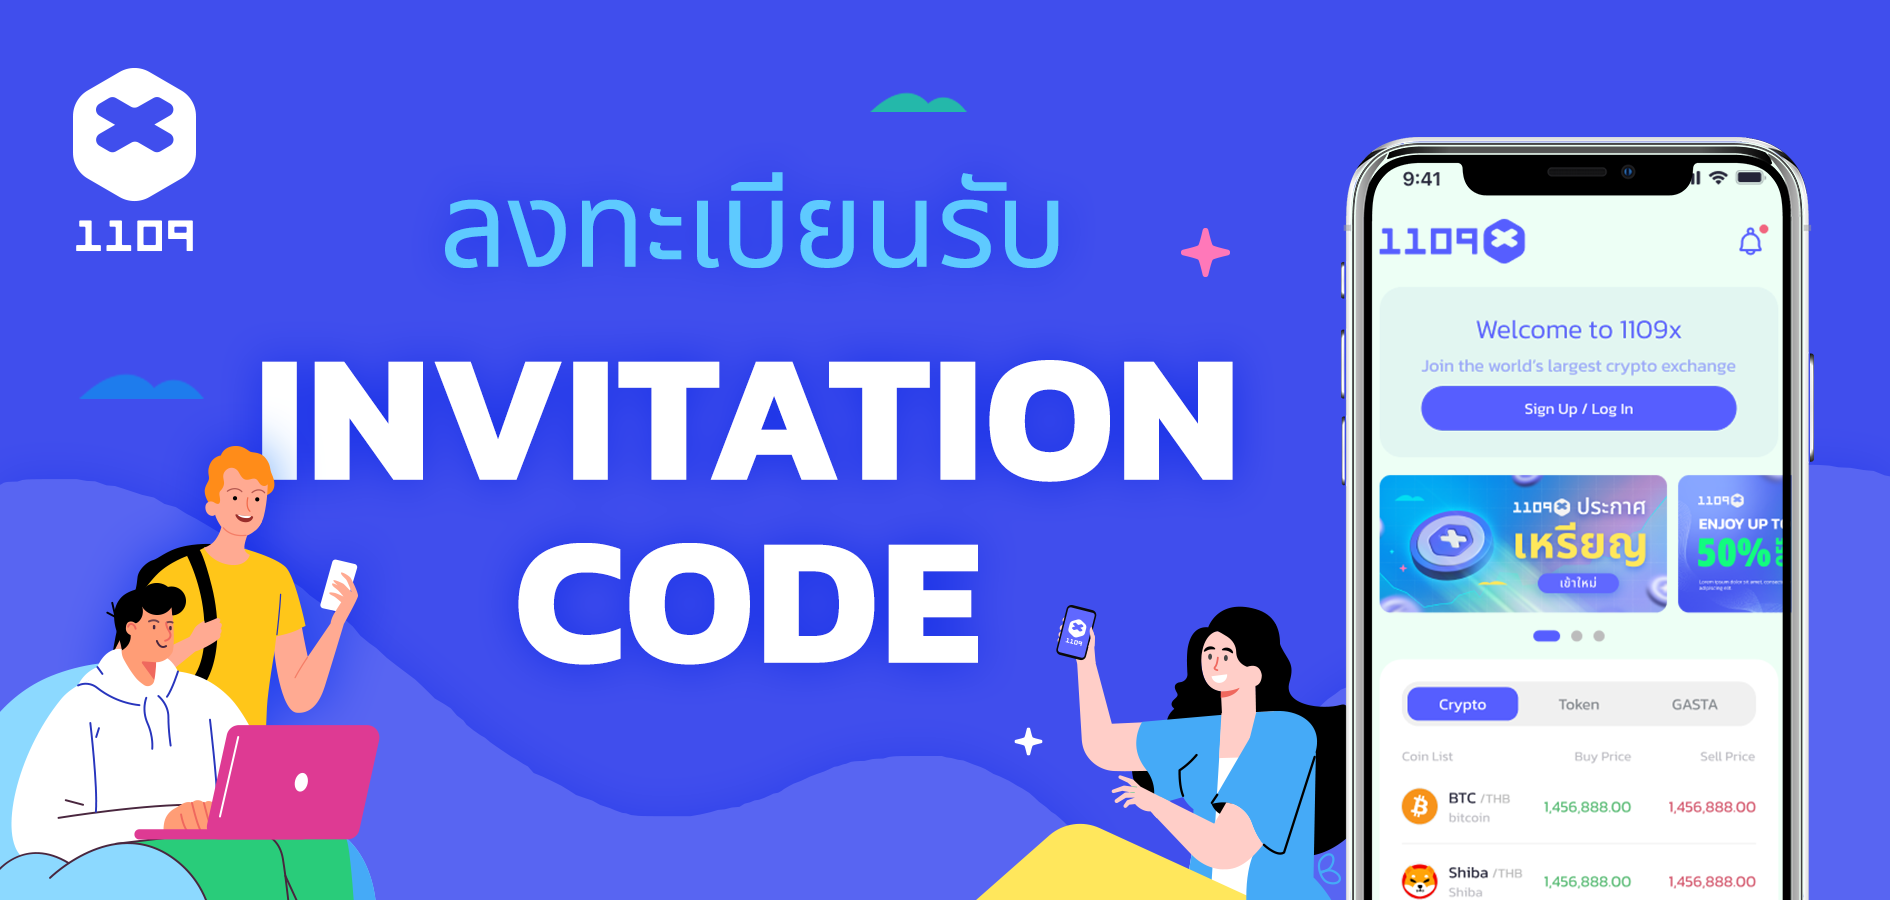 1109
ลงทะเบียนรับ
INVITATION
CODE
1109
9:41
1109
Welcome to 1109x
Join the world's largest crypto exchange
Sign Up / Log In
1109 ประกาศ
เหรียญ
เข้าใหม่
1109
ENJOY UP TO
50%
Crypto Token GASTA
Coin List Buy Price Sell Price
BTC /THB 1,456,888.00 1,456,888.00
bitcoin
Shiba /THB 1,456,888.00 1,456,888.00
Shiba